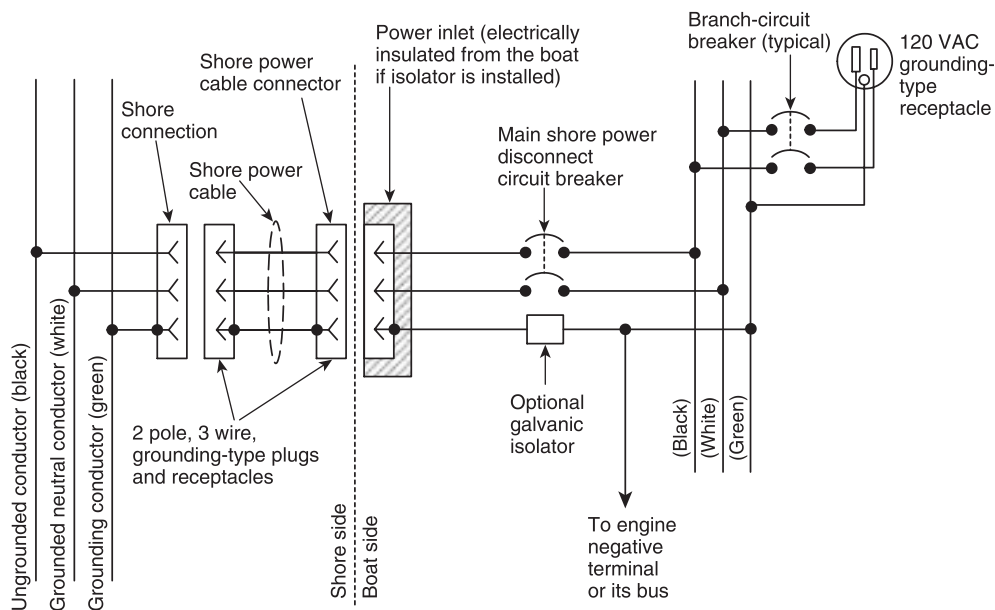 Branch-circuit
breaker (typical)
120 VAC
grounding-
type
receptacle
Power inlet (electrically
insulated from the boat
if isolator is installed)
Shore power
cable connector
Shore
connection
Main shore power
disconnect
circuit breaker
Shore power
cable
Ungrounded conductor (black)
Grounded neutral conductor (white)
Grounding conductor (green)
2 pole, 3 wire,
grounding-type plugs
and receptacles
Optional
galvanic
isolator
(Black)
(White)
(Green)
Shore side
Boat side
To engine
negative
terminal
or its bus